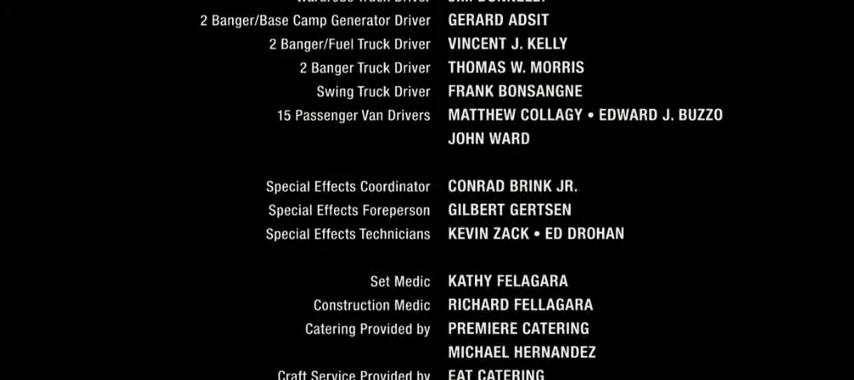 2 Banger/Base Camp Generator Driver GERARD ADSIT
2 Banger/Fuel Truck Driver VINCENT J. KELLY
2 Banger Truck Driver THOMAS W. MORRIS
Swing Truck Driver FRANK BONSANGNE
15 Passenger Van Drivers MATTHEW COLLAGY • EDWARD J. BUZZO
JOHN WARD
Special Effects Coordinator CONRAD BRINK JR.
Special Effects Foreperson GILBERT GERTSEN
Special Effects Technicians KEVIN ZACK • ED DROHAN
Set Medic KATHY FELAGARA
Construction Medic RICHARD FELLAGARA
Catering Provided by PREMIERE CATERING
MICHAEL HERNANDEZ
Craft Service Provided by EAT CATERING